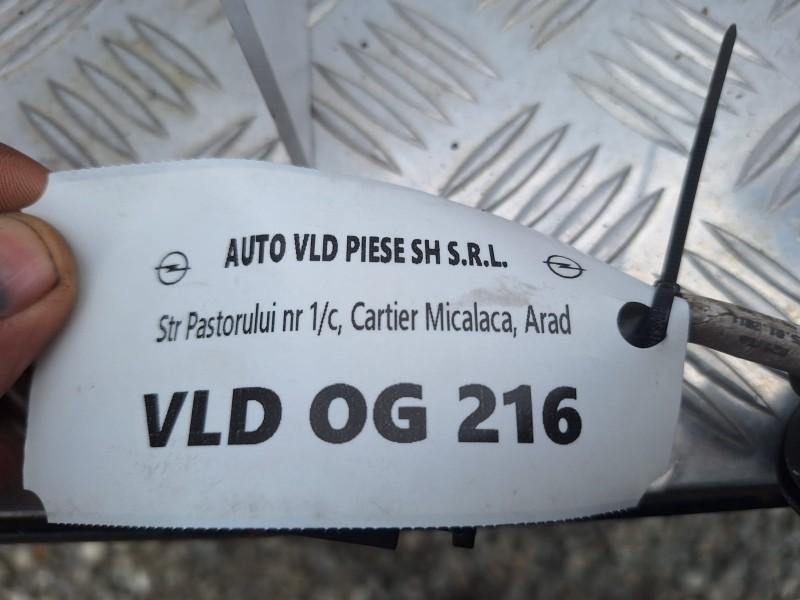 AUTO VLD PIESE SH S.R.L.
Str Pastorului nr 1/c, Cartier Micalaca, Arad
VLD OG 216